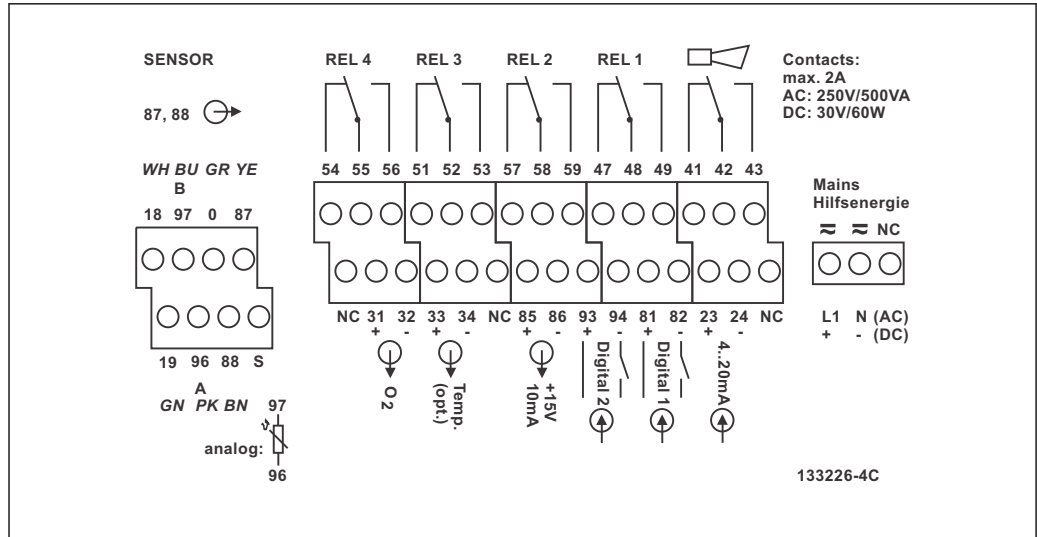 SENSOR
REL 4 REL 3 REL 2 REL 1
Contacts:
max. 2A
AC: 250V/500VA
DC: 30V/60W
87, 88
WH BU GR YE
B
18 97 0 87
54 55 56 51 52 53 57 58 59 47 48 49 41 42 43
Mains
Hilfsenergie
≂ ≂ NC
NC 31 32 33 34 NC 85 86 93 94 81 82 23 24 NC
+ - + - + - + - + - + -
L1 N (AC)
+ - (DC)
19 96 88 S
A
GN PK BN
O2
Temp.
(opt.)
+15V
10mA
Digital 2
Digital 1
4..20mA
97
analog:
96
133226-4C